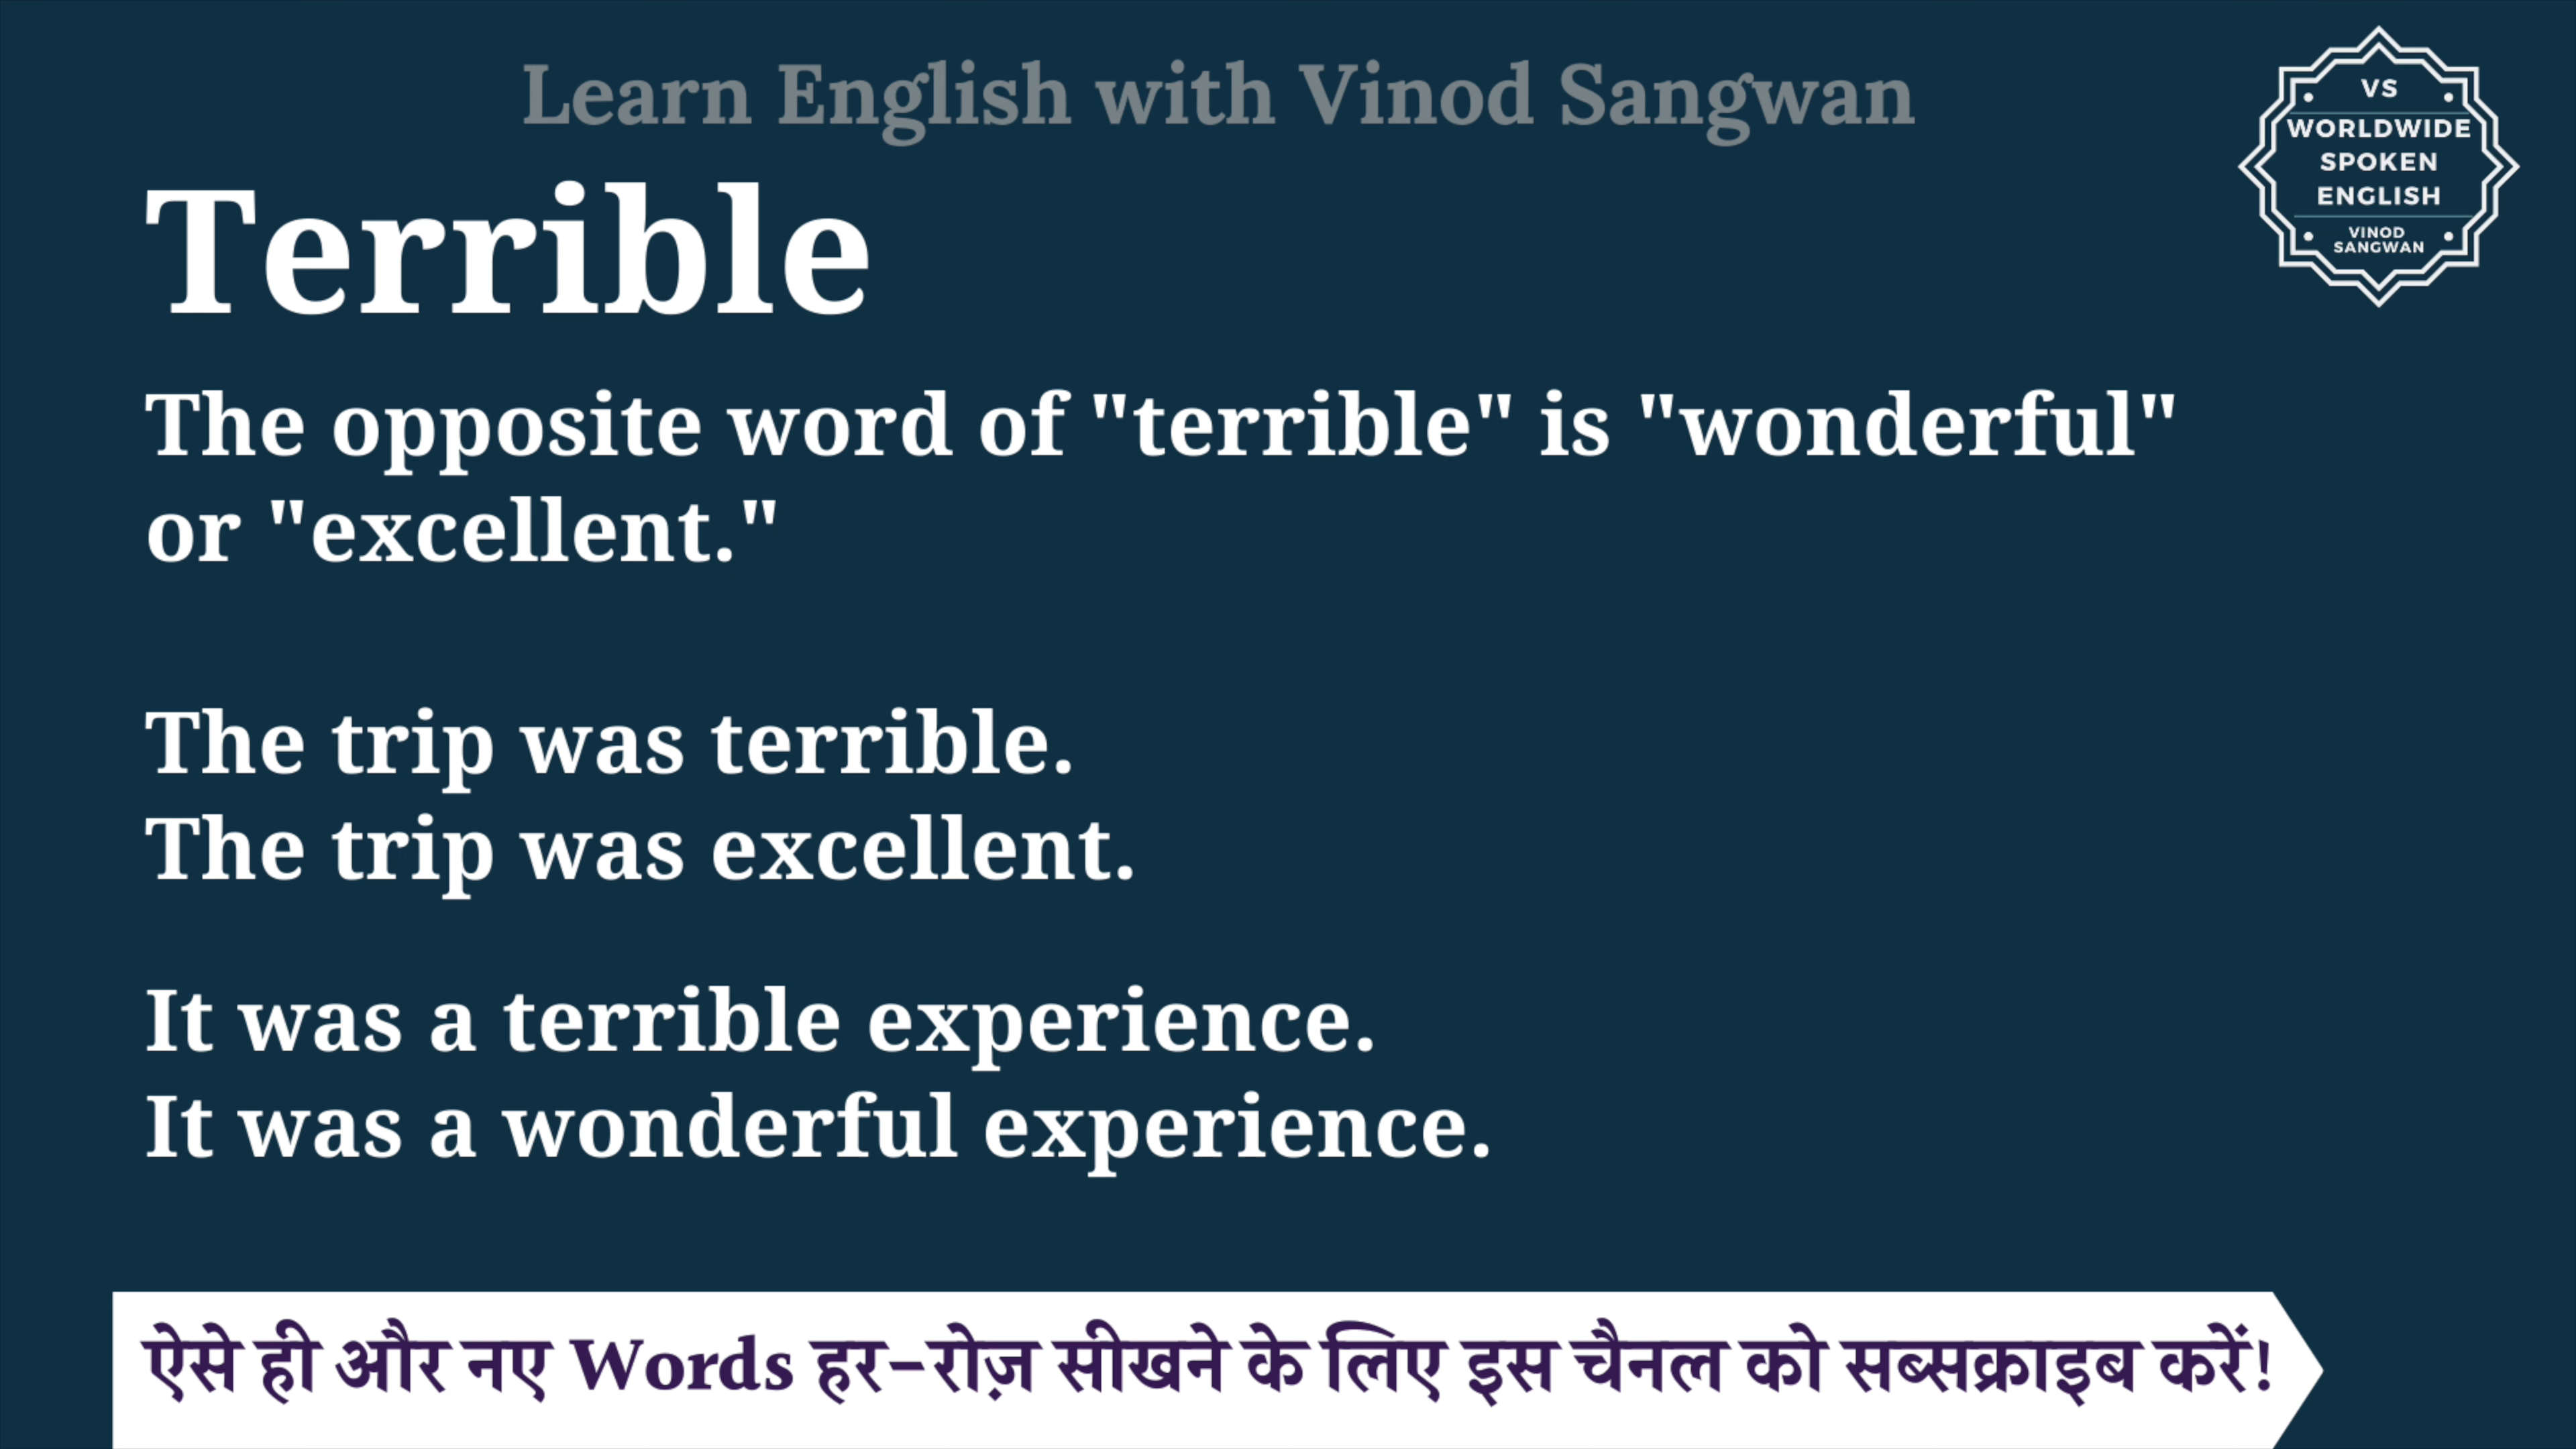 Learn English with Vinod Sangwan
VS
WORLDWIDE
SPOKEN
ENGLISH
VINOD
SANGWAN
Terrible
The opposite word of "terrible" is "wonderful"
or "excellent."
The trip was terrible.
The trip was excellent.
It was a terrible experience.
It was a wonderful experience.
ऐसे ही और नए Words हर-रोज़ सीखने के लिए इस चैनल को सब्सक्राइब करें!